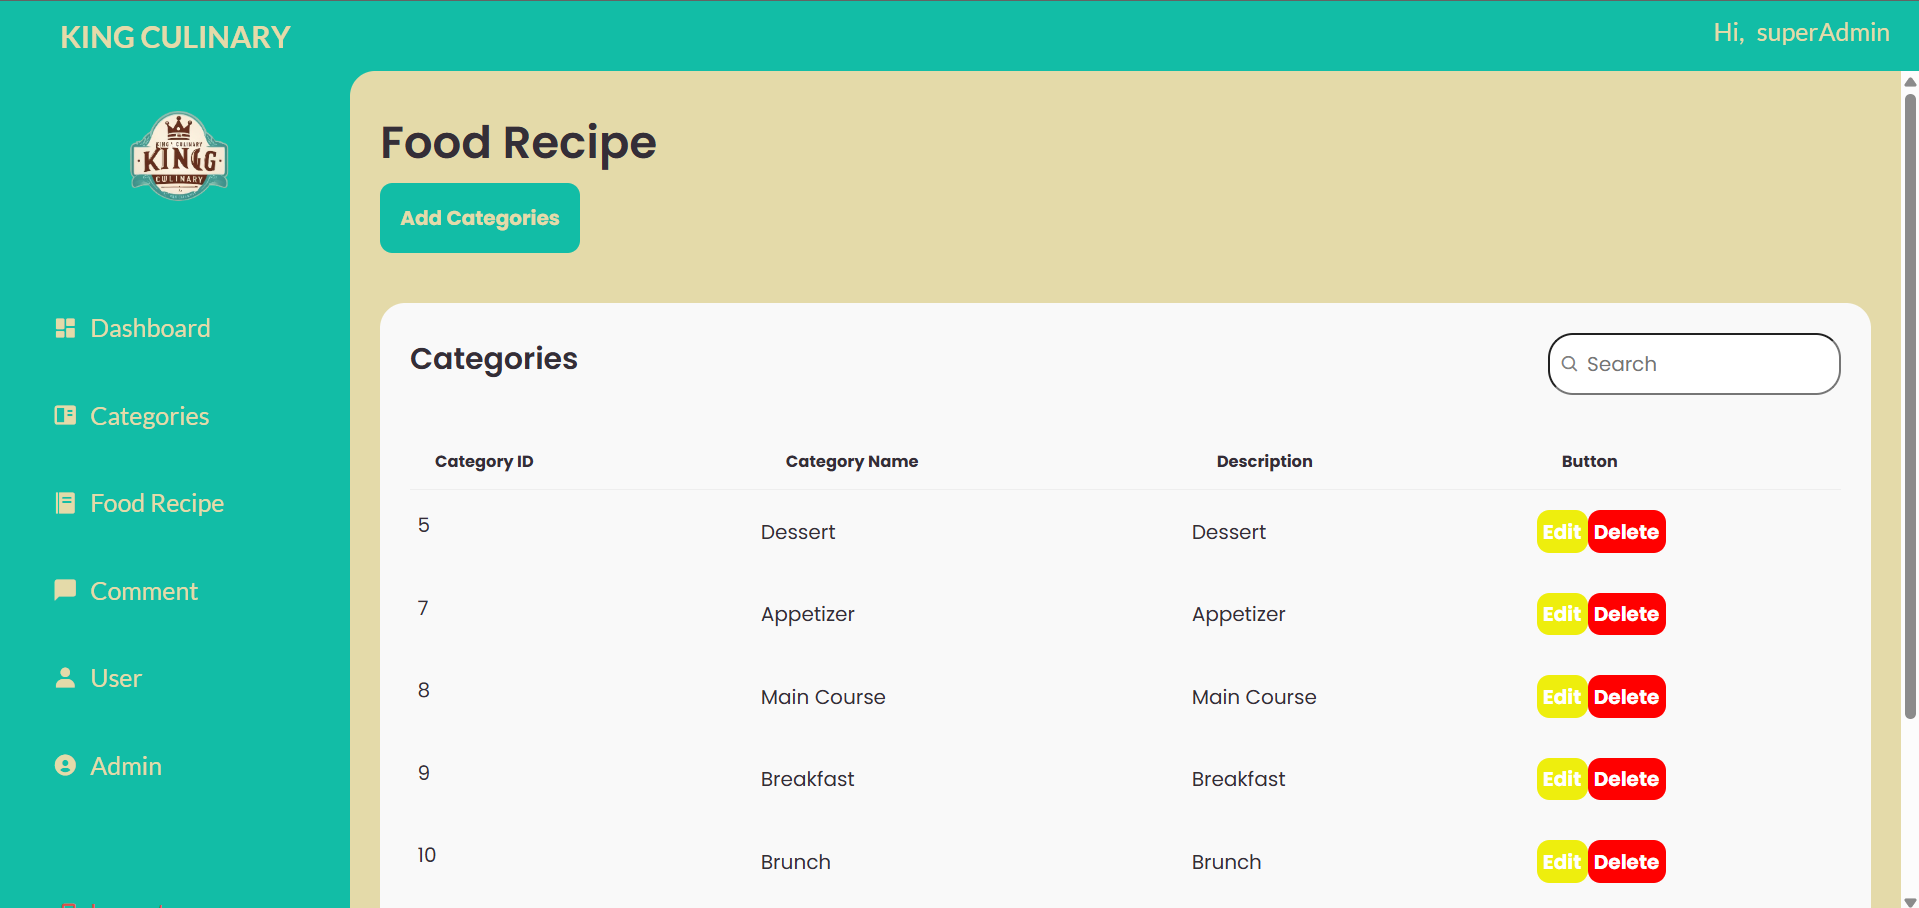 KING CULINARY
Hi, superAdmin
KING'S CULINARY
KINGG
CULINARY
Food Recipe
Add Categories
Dashboard
Categories
Food Recipe
Comment
User
Admin
Categories
Search
Category ID Category Name Description Button
5 Dessert Dessert Edit Delete
7 Appetizer Appetizer Edit Delete
8 Main Course Main Course Edit Delete
9 Breakfast Breakfast Edit Delete
10 Brunch Brunch Edit Delete